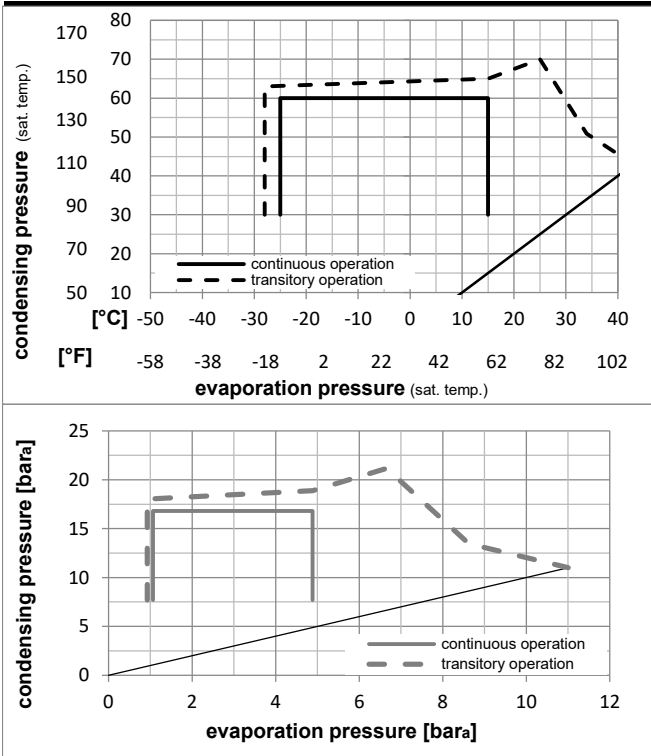 condensing pressure (sat. temp.)
170 80
70
150 60
130 50
110 40
90 30
70 20
50 10
continuous operation
transitory operation
[°C] -50 -40 -30 -20 -10 0 10 20 30 40
[°F] -58 -38 -18 2 22 42 62 82 102
evaporation pressure (sat. temp.)
condensing pressure [bara]
25
20
15
10
5
0
continuous operation
transitory operation
0 2 4 6 8 10 12
evaporation pressure [bara]